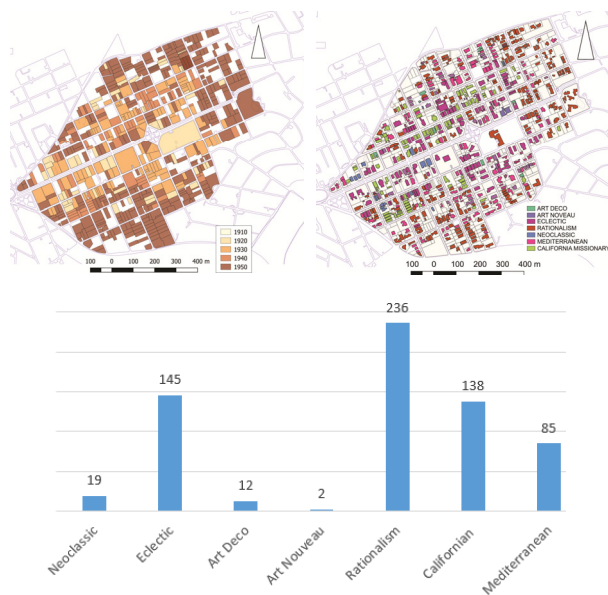 1910
1920
1930
1940
1950
100 0 100 200 300 400 m
ART DECO
ART NOVEAU
ECLECTIC
RATIONALISM
NEOCLASSIC
MEDITERRANEAN
CALIFORNIA MISSIONARY
100 0 100 200 300 400 m
19
145
12
2
236
138
85
Neoclassic
Eclectic
Art Deco
Art Nouveau
Rationalism
Californian
Mediterranean